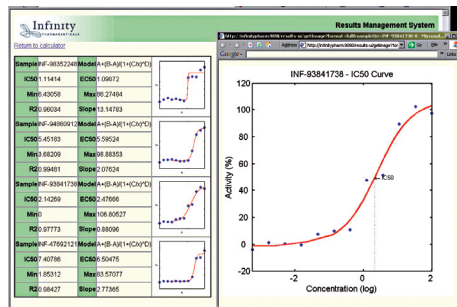 Infinity
PHARMACEUTICALS
Results Management System
Return to calculator
Sample INF-98352248 Model A+(B-A)/(1+(C/x)^D)
IC50 1.11414 EC50 1.09872
Min 6.43058 Max 86.27484
R2 0.96034 Slope 13.14783
Sample INF-94860912 Model A+(B-A)/(1+(C/x)^D)
IC50 5.45183 EC50 5.59524
Min 3.68209 Max 98.88353
R2 0.99481 Slope 2.07624
Sample INF-93841738 Model A+(B-A)/(1+(C/x)^D)
IC50 2.14269 EC50 2.47666
Min 0 Max 106.80527
R2 0.97773 Slope 0.88096
Sample INF-47692121 Model A+(B-A)/(1+(C/x)^D)
IC50 7.40786 EC50 6.50475
Min 1.85312 Max 83.57077
R2 0.98427 Slope 2.77365
Address
Go
Google
Links
INF-93841738 - IC50 Curve
120
100
80
60
40
20
0
-20
Activity (%)
IC50
-2
0
2
Concentration (log)